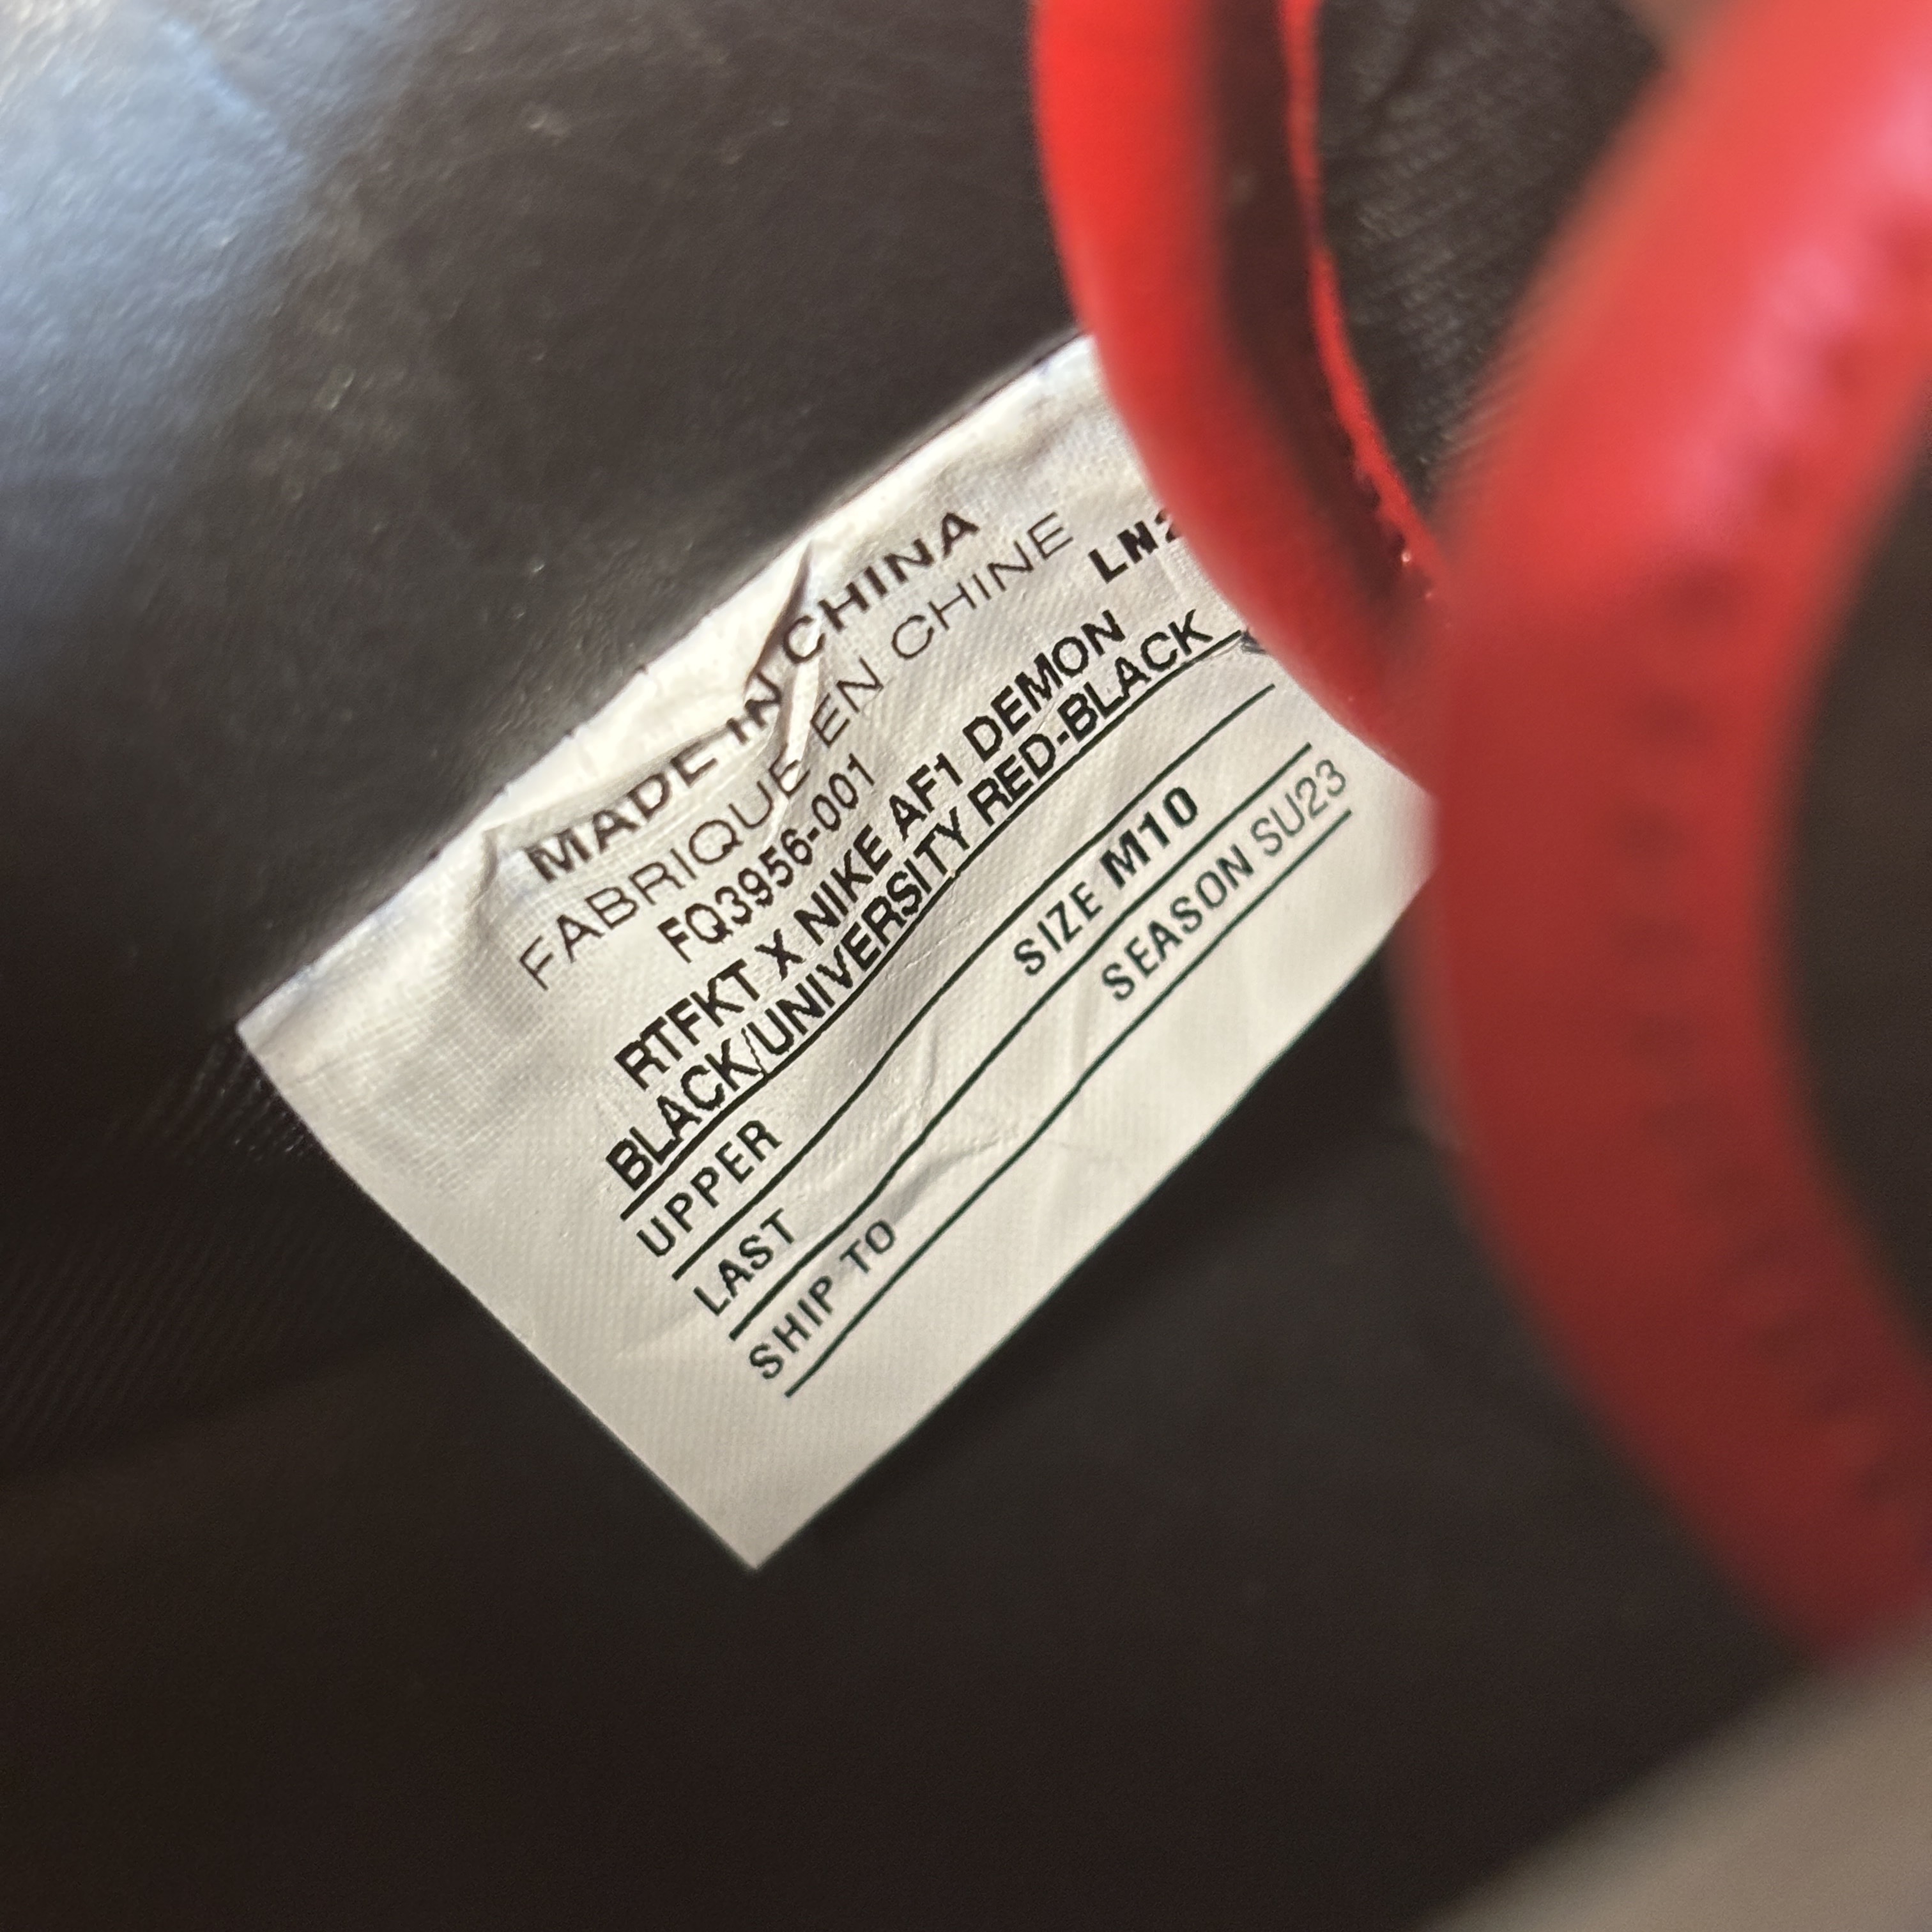 MADE IN CHINA
FABRIQUE EN CHINE
FQ3956-001
RTFKT X NIKE AF1 DEMON
BLACK/UNIVERSITY RED-BLACK
UPPER
LAST SIZE M10
SHIP TO SEASON SU23